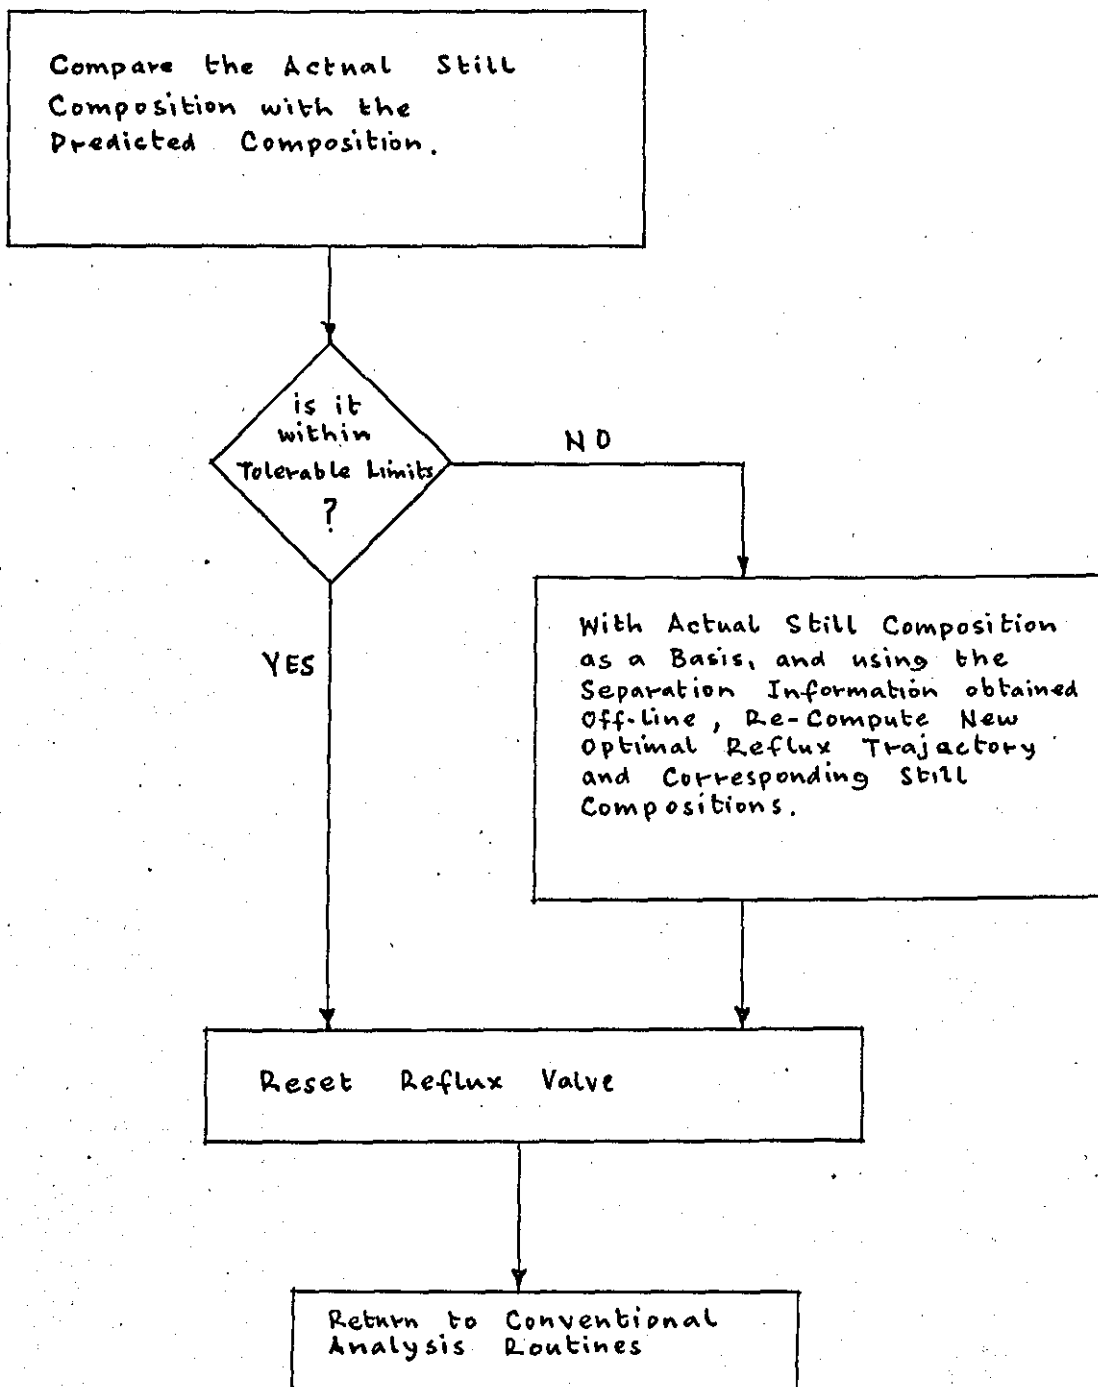 Compare the Actual Still
Composition with the
Predicted Composition.
is it
within
Tolerable Limits
?
NO
YES
With Actual Still Composition
as a Basis, and using the
Separation Information obtained
Off-line, Re-Compute New
Optimal Reflux Trajectory
and Corresponding Still
Compositions.
Reset Reflux Valve
Return to Conventional
Analysis Routines